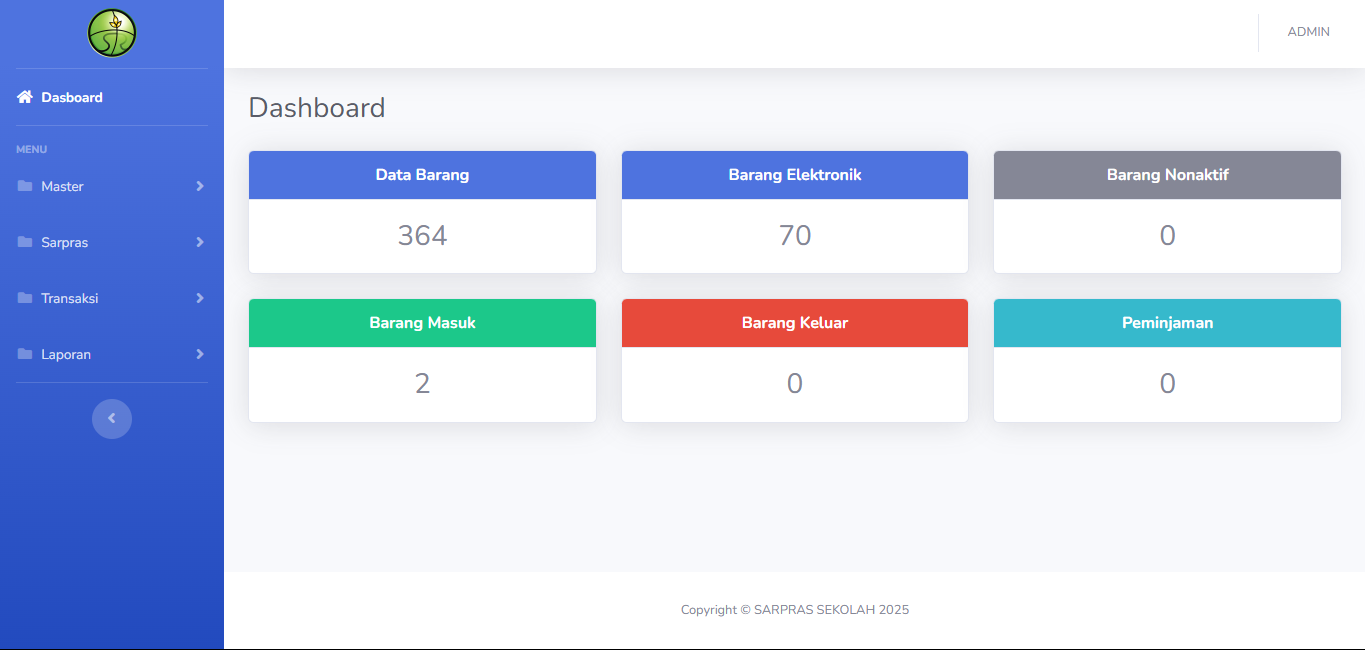 ADMIN
Dasboard
MENU
Master
Sarpras
Transaksi
Laporan
Dashboard
Data Barang
364
Barang Elektronik
70
Barang Nonaktif
0
Barang Masuk
2
Barang Keluar
0
Peminjaman
0
Copyright © SARPRAS SEKOLAH 2025